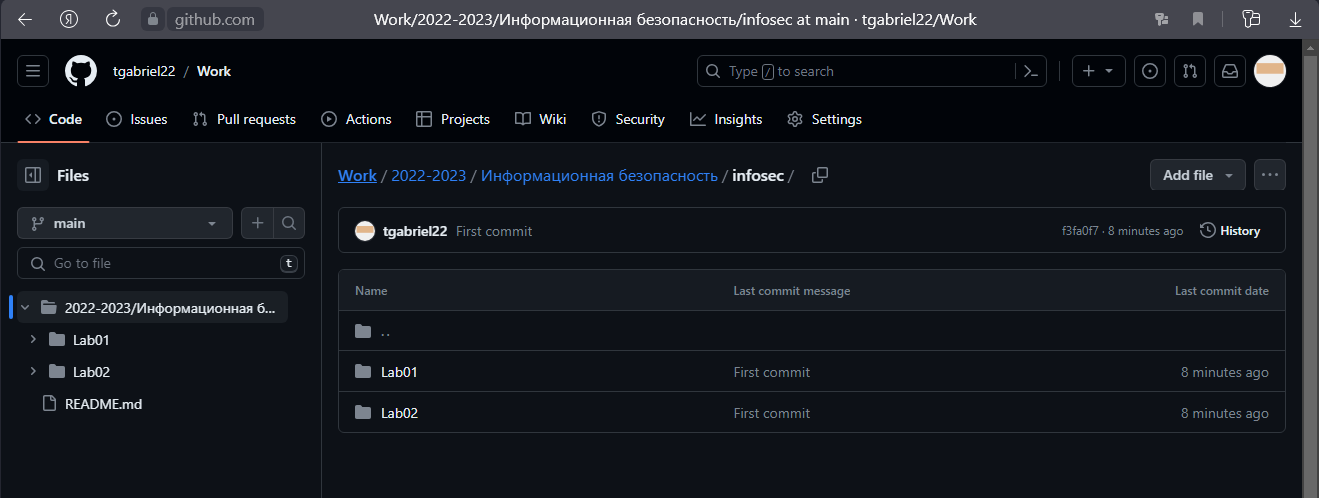 github.com Work/2022-2023/Информационная безопасность/infosec at main · tgabriel22/Work
tgabriel22 / Work Type / to search
Code Issues Pull requests Actions Projects Wiki Security Insights Settings
Files
main
Go to file t
2022-2023/Информационная б...
Lab01
Lab02
README.md
Work / 2022-2023 / Информационная безопасность / infosec / Add file ...
tgabriel22 First commit f3fa0f7 · 8 minutes ago History
Name Last commit message Last commit date
..
Lab01 First commit 8 minutes ago
Lab02 First commit 8 minutes ago